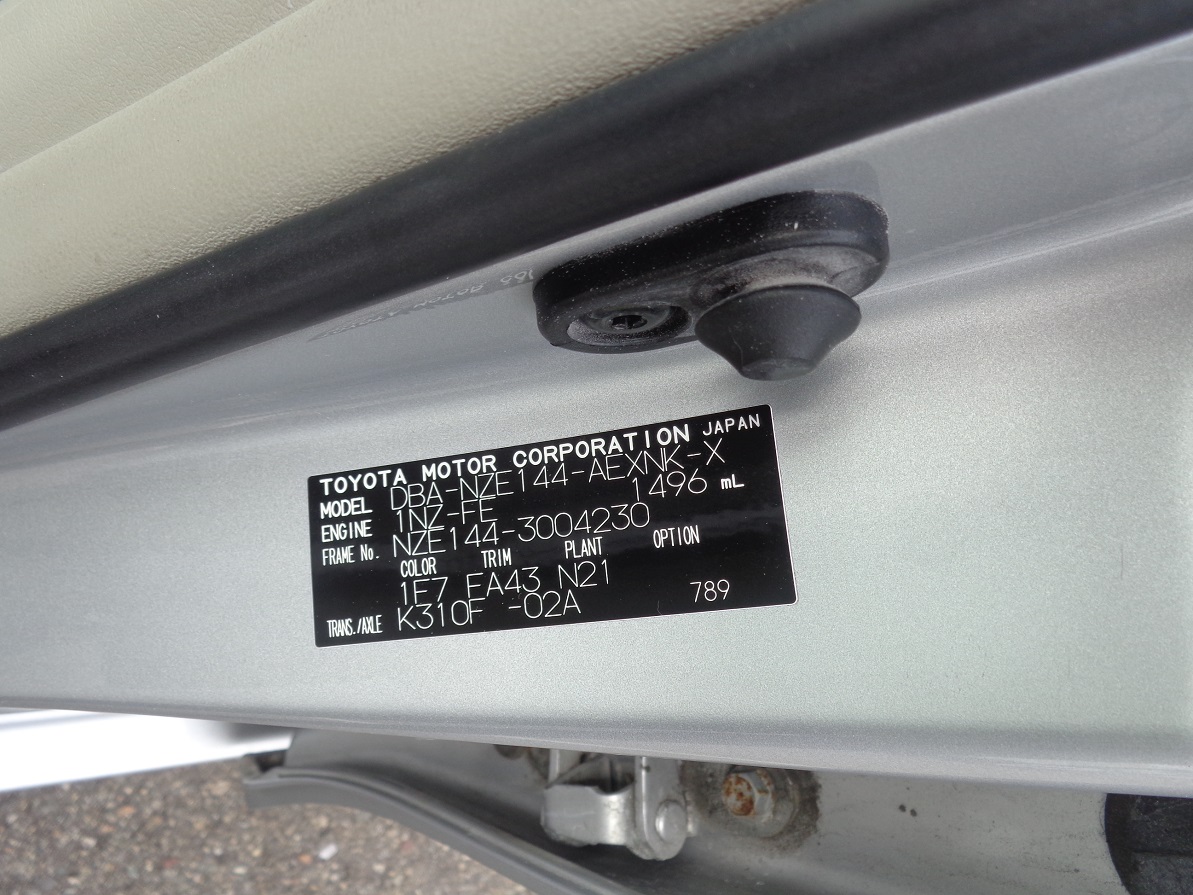 TOYOTA MOTOR CORPORATION JAPAN
MODEL DBA-NZE144-AEXNK-X
ENGINE 1NZ-FE 1496 mL
FRAME No. NZE144-3004230
COLOR TRIM PLANT OPTION
1F7 FA43 N21
TRANS./AXLE K310F -02A 789